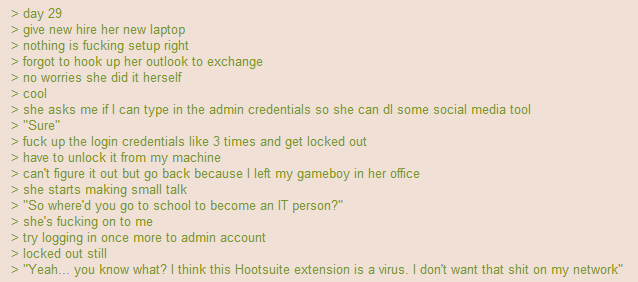 > day 29
> give new hire her new laptop
> nothing is fucking setup right
> forgot to hook up her outlook to exchange
> no worries she did it herself
> cool
> she asks me if I can type in the admin credentials so she can dl some social media tool
> "Sure"
> fuck up the login credentials like 3 times and get locked out
> have to unlock it from my machine
> can't figure it out but go back because I left my gameboy in her office
> she starts making small talk
> "So where'd you go to school to become an IT person?"
> she's fucking on to me
> try logging in once more to admin account
> locked out still
> "Yeah... you know what? I think this Hootsuite extension is a virus. I don't want that shit on my network"